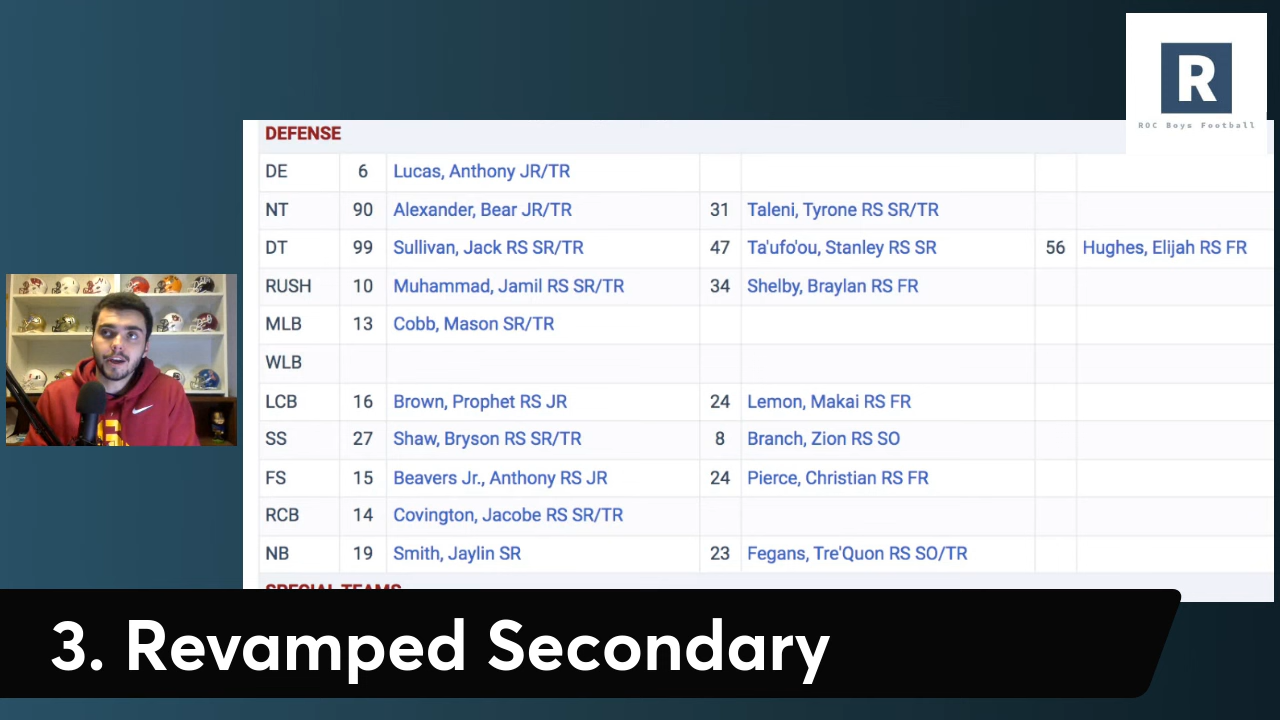 R
ROC Boys Football
DEFENSE
DE 6 Lucas, Anthony JR/TR
NT 90 Alexander, Bear JR/TR 31 Taleni, Tyrone RS SR/TR
DT 99 Sullivan, Jack RS SR/TR 47 Ta'ufo'ou, Stanley RS SR 56 Hughes, Elijah RS FR
RUSH 10 Muhammad, Jamil RS SR/TR 34 Shelby, Braylan RS FR
MLB 13 Cobb, Mason SR/TR
WLB
LCB 16 Brown, Prophet RS JR 24 Lemon, Makai RS FR
SS 27 Shaw, Bryson RS SR/TR 8 Branch, Zion RS SO
FS 15 Beavers Jr., Anthony RS JR 24 Pierce, Christian RS FR
RCB 14 Covington, Jacobe RS SR/TR
NB 19 Smith, Jaylin SR 23 Fegans, Tre'Quon RS SO/TR
SPECIAL TEAMS
3. Revamped Secondary